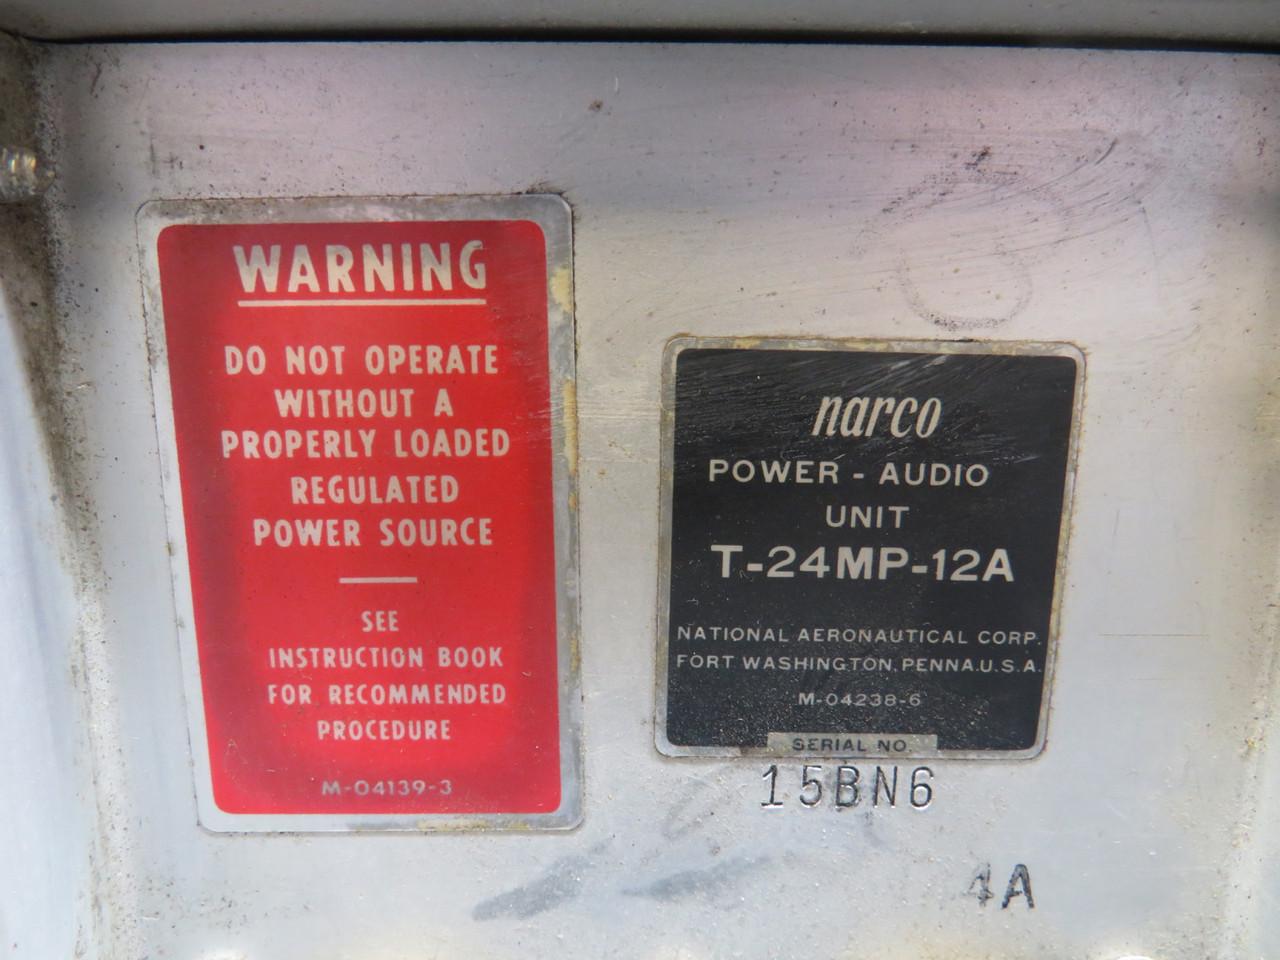 WARNING
DO NOT OPERATE
WITHOUT A
PROPERLY LOADED
REGULATED
POWER SOURCE
SEE
INSTRUCTION BOOK
FOR RECOMMENDED
PROCEDURE
M-04139-3
narco
POWER - AUDIO
UNIT
T-24MP-12A
NATIONAL AERONAUTICAL CORP.
FORT WASHINGTON, PENNA.U.S.A.
M-04238-6
SERIAL NO.
15BN6
4A